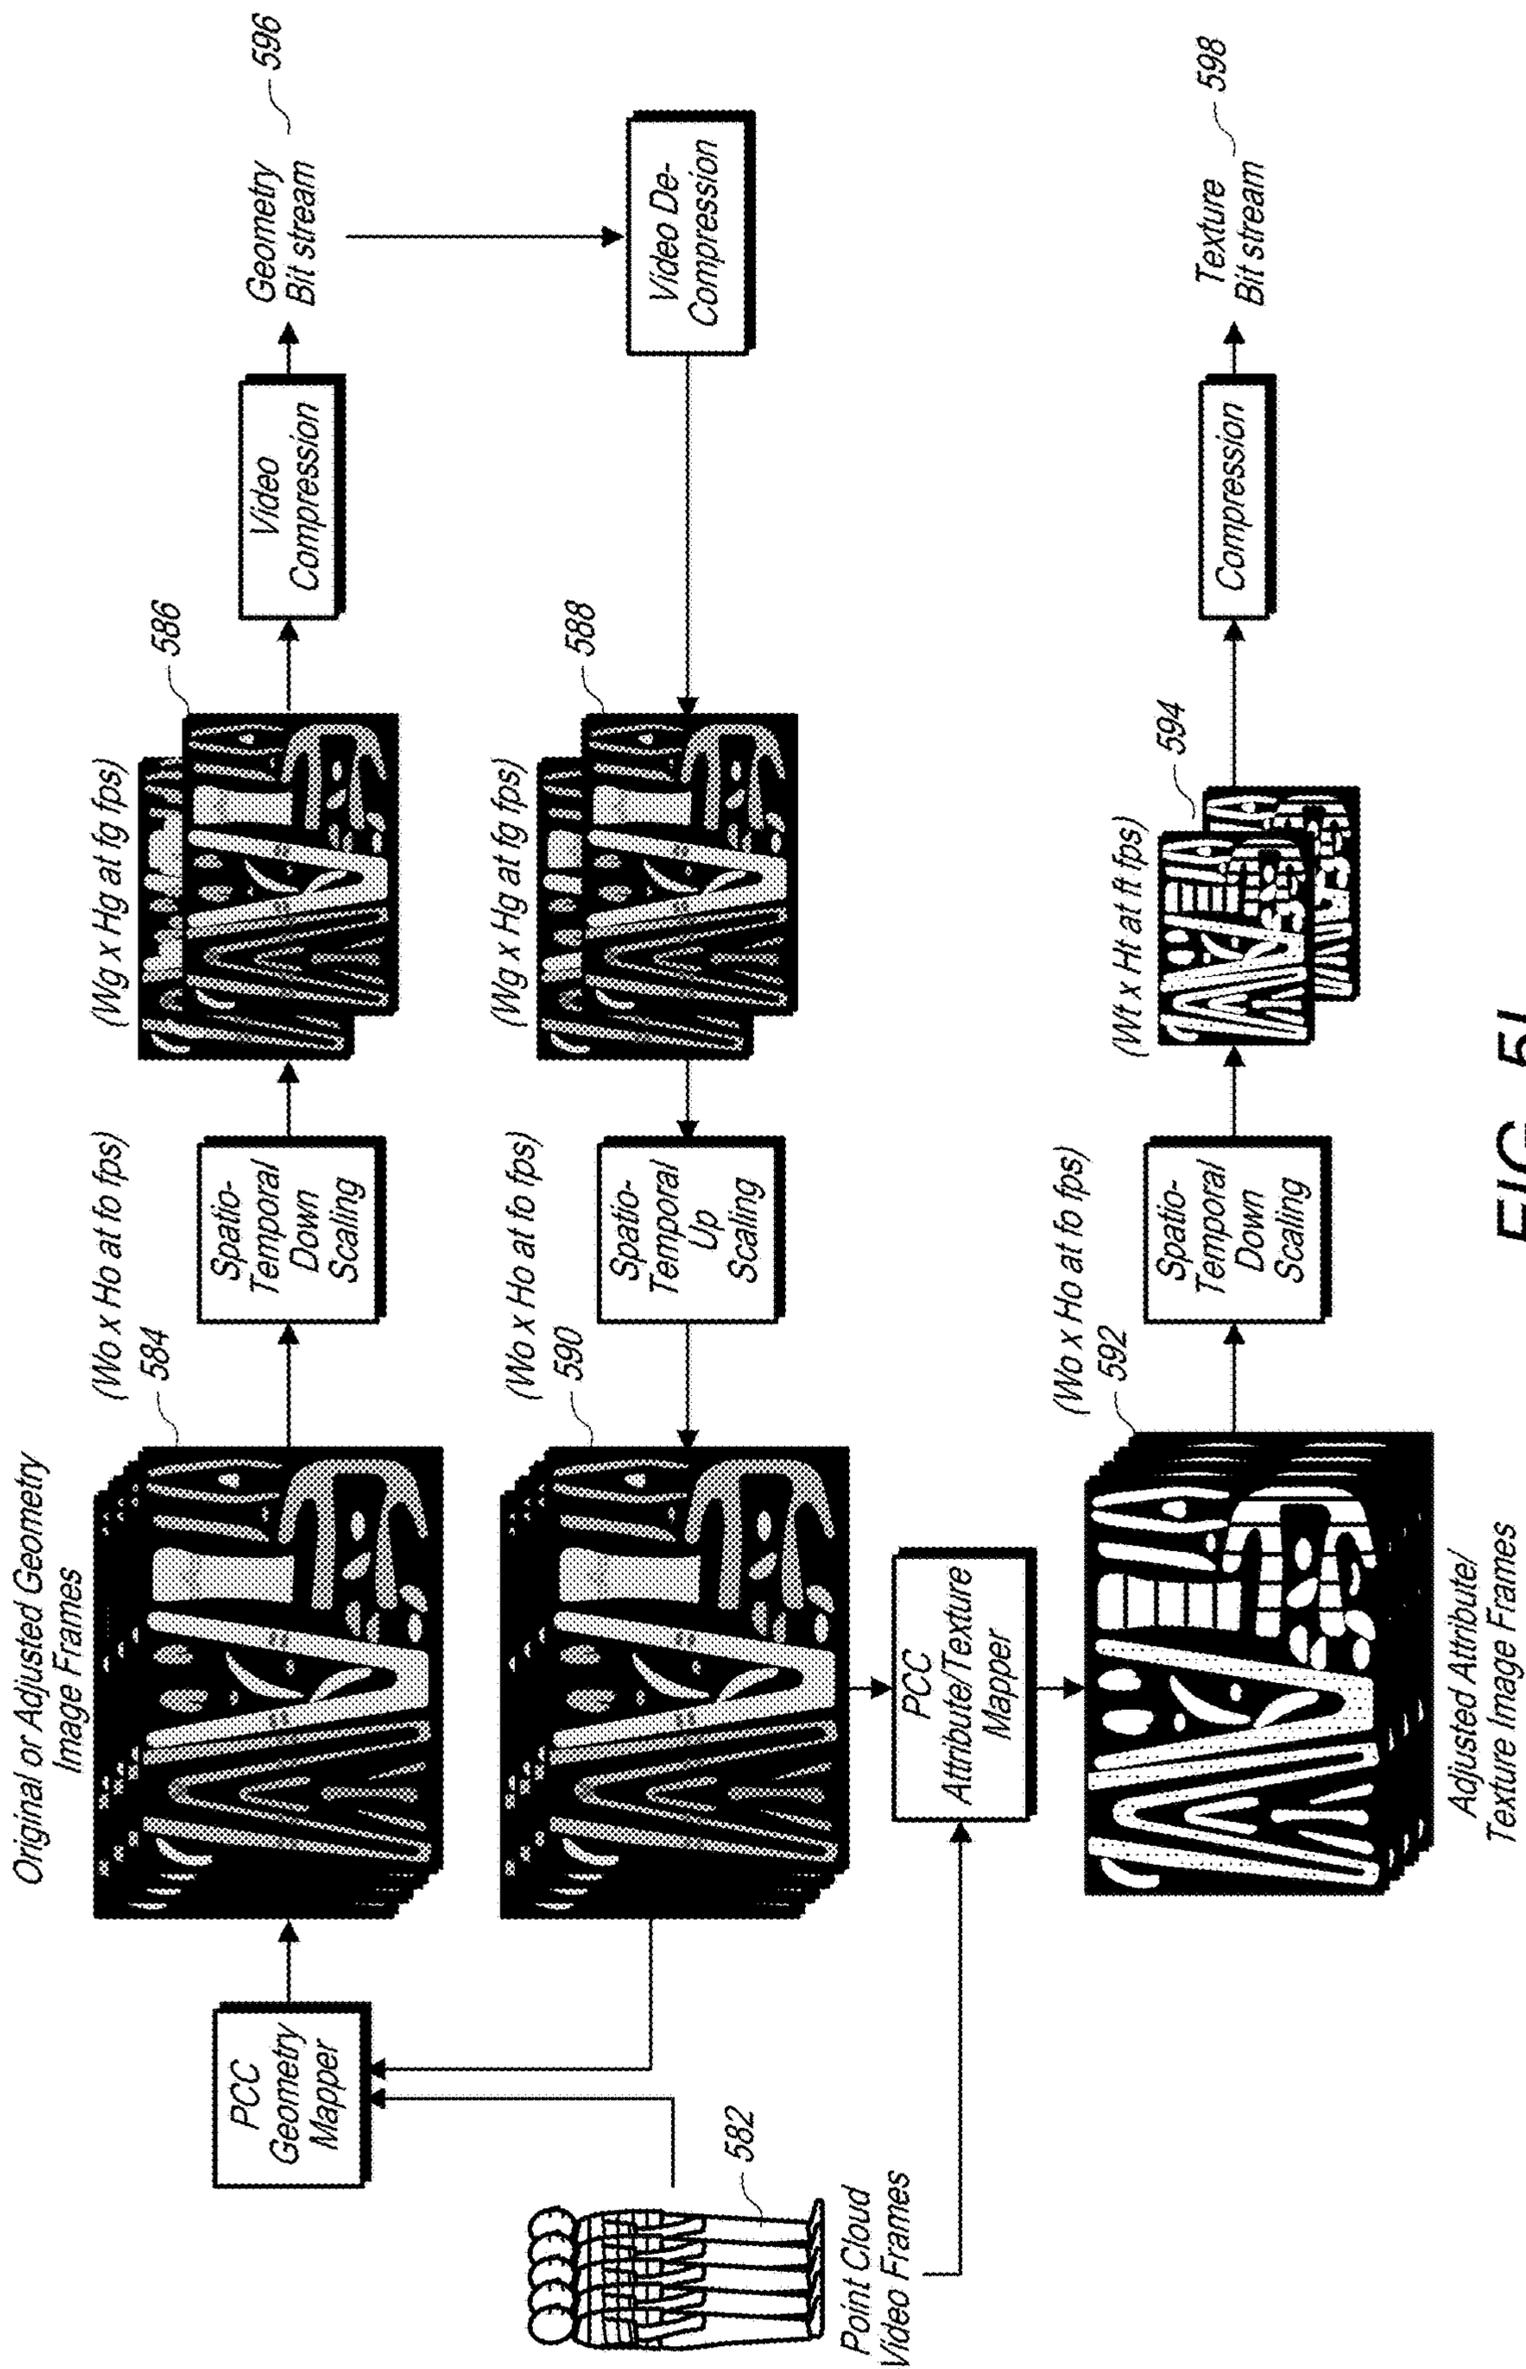 Original or Adjusted Geometry
Image Frames
(Wo x Ho at fo fps)
584
(Wg x Hg at fg fps)
586
596
PCC
Geometry
Mapper
Spatio-
Temporal
Down
Scaling
Video
Compression
Geometry
Bit stream
(Wo x Ho at fo fps)
590
(Wg x Hg at fg fps)
588
Spatio-
Temporal
Up
Scaling
Video De-
Compression
582
Point Cloud
Video Frames
PCC
Attribute/Texture
Mapper
(Wo x Ho at fo fps)
592
(Wt x Ht at ft fps)
594
598
Spatio-
Temporal
Down
Scaling
Compression
Texture
Bit stream
Adjusted Attribute/
Texture Image Frames
FIG.